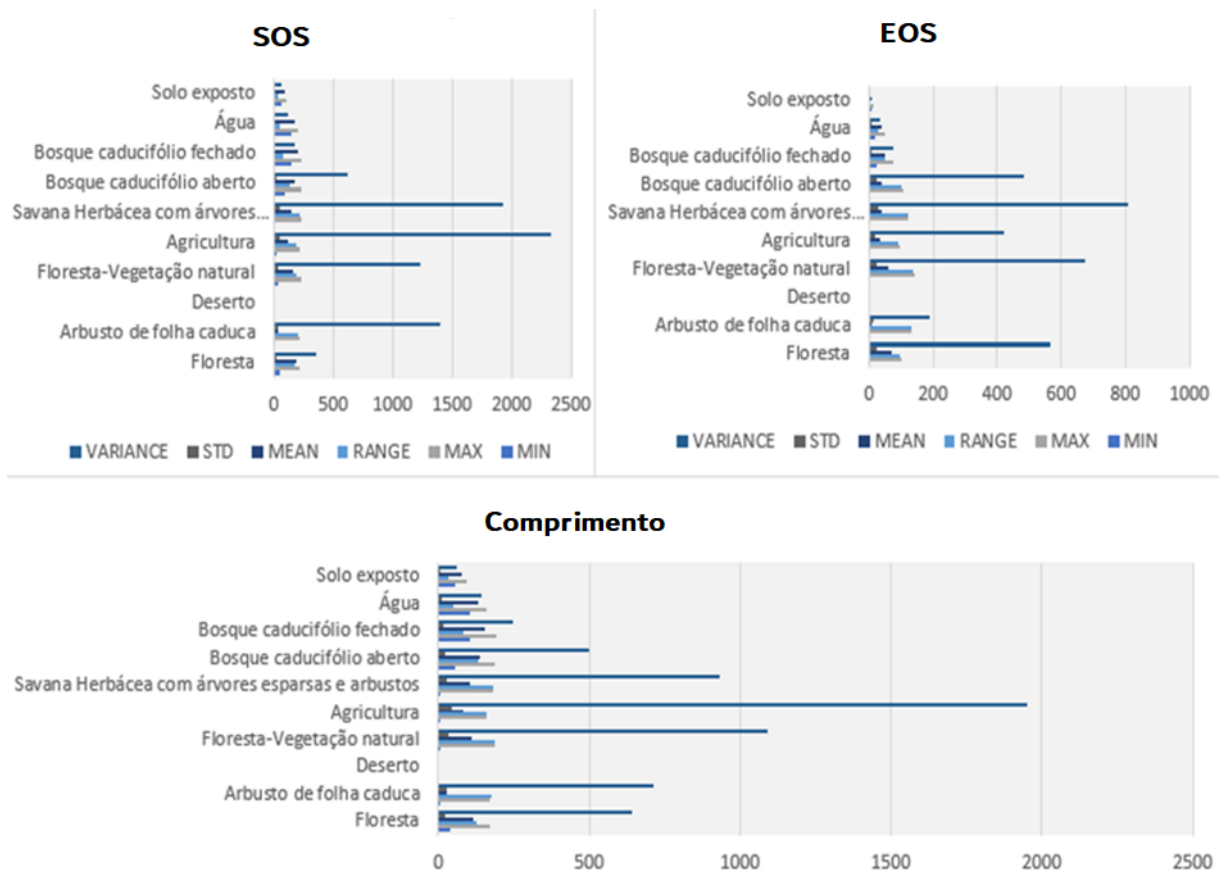 SOS
Solo exposto
Água
Bosque caducifólio fechado
Bosque caducifólio aberto
Savana Herbácea com árvores...
Agricultura
Floresta-Vegetação natural
Deserto
Arbusto de folha caduca
Floresta
0 500 1000 1500 2000 2500
VARIANCE STD MEAN RANGE MAX MIN
EOS
Solo exposto
Água
Bosque caducifólio fechado
Bosque caducifólio aberto
Savana Herbácea com árvores...
Agricultura
Floresta-Vegetação natural
Deserto
Arbusto de folha caduca
Floresta
0 200 400 600 800 1000
VARIANCE STD MEAN RANGE MAX MIN
Comprimento
Solo exposto
Água
Bosque caducifólio fechado
Bosque caducifólio aberto
Savana Herbácea com árvores esparsas e arbustos
Agricultura
Floresta-Vegetação natural
Deserto
Arbusto de folha caduca
Floresta
0 500 1000 1500 2000 2500